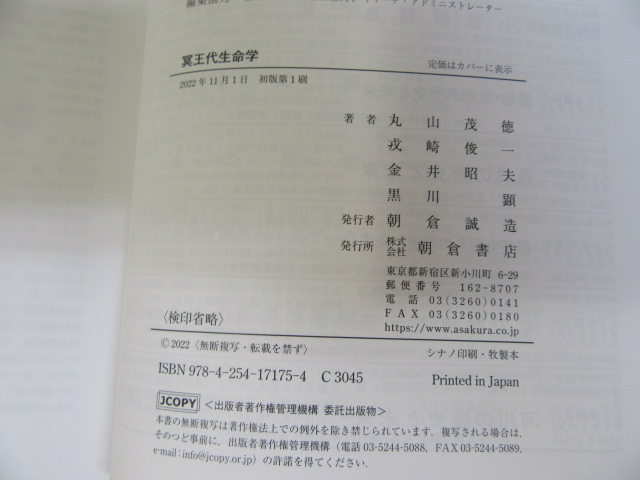 冥王代生命学
定価はカバーに表示
2022年11月1日 初版第1刷
著者 丸山茂徳
戎崎俊一
金井昭夫
黒川顕
発行者 朝倉誠造
発行所 株式会社 朝倉書店
東京都新宿区新小川町 6-29
郵便番号 162-8707
電話 03(3260)0141
FAX 03(3260)0180
https://www.asakura.co.jp
〈検印省略〉
©2022〈無断複写・転載を禁ず〉
シナノ印刷・牧製本
ISBN 978-4-254-17175-4 C 3045
Printed in Japan
JCOPY <出版者著作権管理機構 委託出版物>
本書の無断複写は著作権法上での例外を除き禁じられています．複写される場合は，
そのつど事前に，出版者著作権管理機構（電話 03-5244-5088，FAX 03-5244-5089，
e-mail：info@jcopy.or.jp）の許諾を得てください．